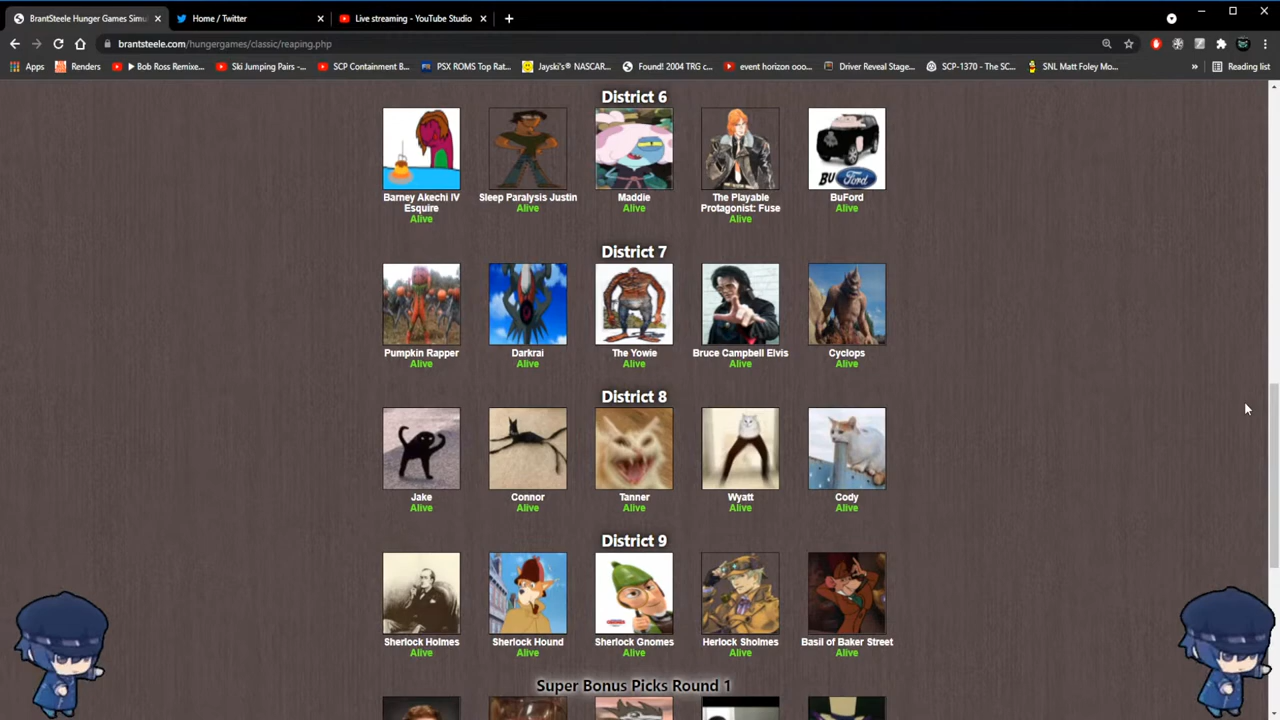 BrantSteele Hunger Games Simu
Home / Twitter
Live streaming - YouTube Studio
brantsteele.com/hungergames/classic/reaping.php
Apps
Renders
Bob Ross Remixe...
Ski Jumping Pairs -...
SCP Containment B...
PSX ROMS Top Rat...
Jayski's® NASCAR...
Found! 2004 TRG c...
event horizon ooo...
Driver Reveal Stage...
SCP-1370 - The SC...
SNL Matt Foley Mo...
»
Reading list
District 6
BU Ford
Barney Akechi IV Sleep Paralysis Justin Maddie The Playable BuFord
Esquire Alive Alive Protagonist: Fuse Alive
Alive Alive
District 7
Pumpkin Rapper Darkrai The Yowie Bruce Campbell Elvis Cyclops
Alive Alive Alive Alive Alive
District 8
Jake Connor Tanner Wyatt Cody
Alive Alive Alive Alive Alive
District 9
Sherlock Holmes Sherlock Hound Sherlock Gnomes Herlock Sholmes Basil of Baker Street
Alive Alive Alive Alive Alive
Super Bonus Picks Round 1